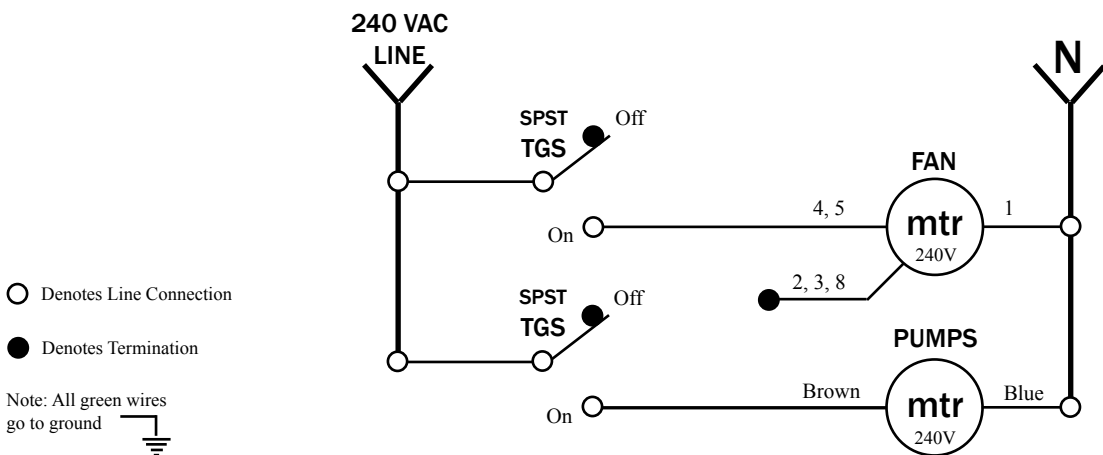 240 VAC
LINE
N
SPST
TGS
Off
FAN
mtr
240V
4, 5
1
On
2, 3, 8
Denotes Line Connection
SPST
TGS
Off
Denotes Termination
PUMPS
mtr
240V
Brown
Blue
On
Note: All green wires
go to ground